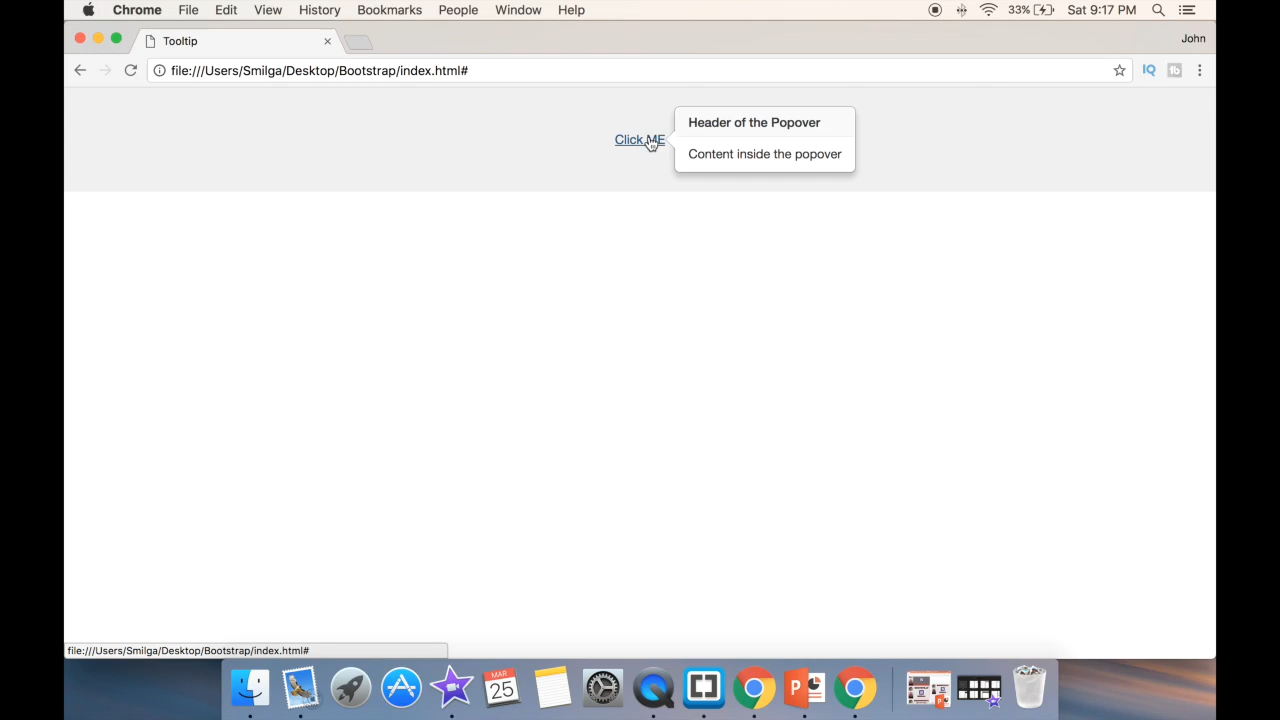 Chrome File Edit View History Bookmarks People Window Help 33% Sat 9:17 PM
Tooltip John
file:///Users/Smilga/Desktop/Bootstrap/index.html# IQ tb
Header of the Popover
Click ME
Content inside the popover
file:///Users/Smilga/Desktop/Bootstrap/index.html#
MAR
25